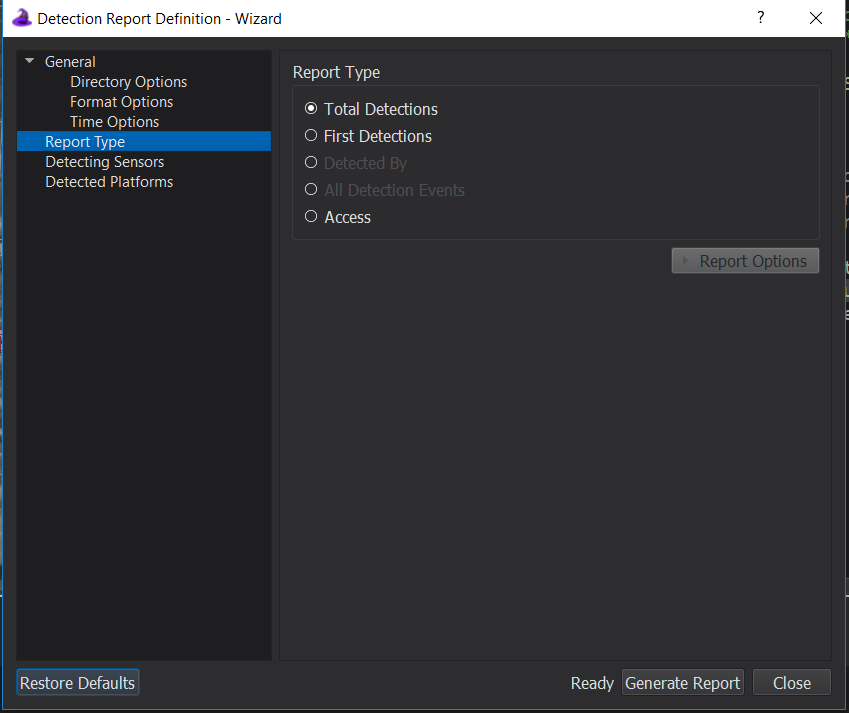 Detection Report Definition - Wizard
?
General
Directory Options
Format Options
Time Options
Report Type
Detecting Sensors
Detected Platforms
Report Type
Total Detections
First Detections
Detected By
All Detection Events
Access
Report Options
Restore Defaults
Ready
Generate Report
Close